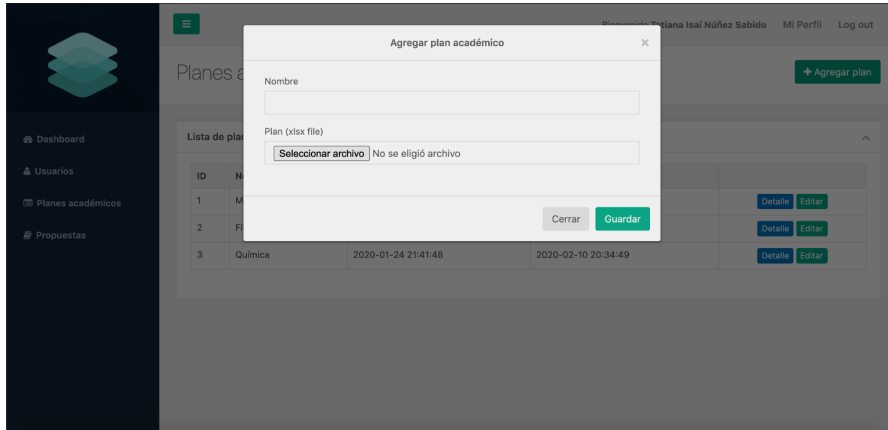 Bienvenido Tatiana Isaí Núñez Sabido Mi Perfil Log out
Agregar plan académico ×
Planes a
+ Agregar plan
Nombre
Dashboard
Lista de plan
Plan (xlsx file)
Seleccionar archivo No se eligió archivo
Usuarios
ID N
Planes académicos
1 M Detalle Editar
Cerrar Guardar
Propuestas
2 Fí Detalle Editar
3 Química 2020-01-24 21:41:48 2020-02-10 20:34:49 Detalle Editar